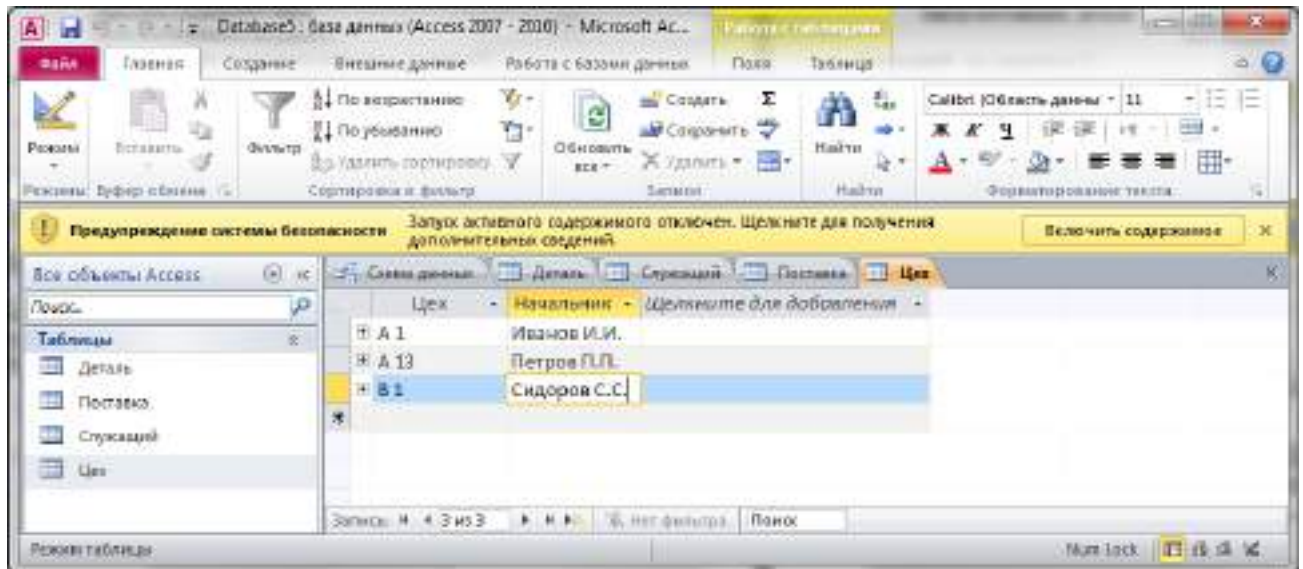 Database5 : база данных (Access 2007 - 2010) - Microsoft Ac...
Работа с таблицами
Файл Главная Создание Внешние данные Работа с базами данных Поля Таблица
Режимы
Вставить
Фильтр
По возрастанию
По убыванию
Удалить сортировку
Обновить все
Создать
Сохранить
Удалить
Найти
Calibri (Область данны 11
Ж К Ч
Режимы Буфер обмена Сортировка и фильтр Записи Найти Форматирование текста
Предупреждение системы безопасности
Запуск активного содержимого отключен. Щелкните для получения
дополнительных сведений.
Включить содержимое
Все объекты Access
Поиск...
Таблицы
Деталь
Поставка
Служащий
Цех
Схема данных Деталь Служащий Поставка Цех
Цех Начальник Щелкните для добавления
А 1 Иванов И.И.
А 13 Петров П.П.
В 1 Сидоров С.С.
Запись: 3 из 3 Нет фильтра Поиск
Режим таблицы
Num Lock